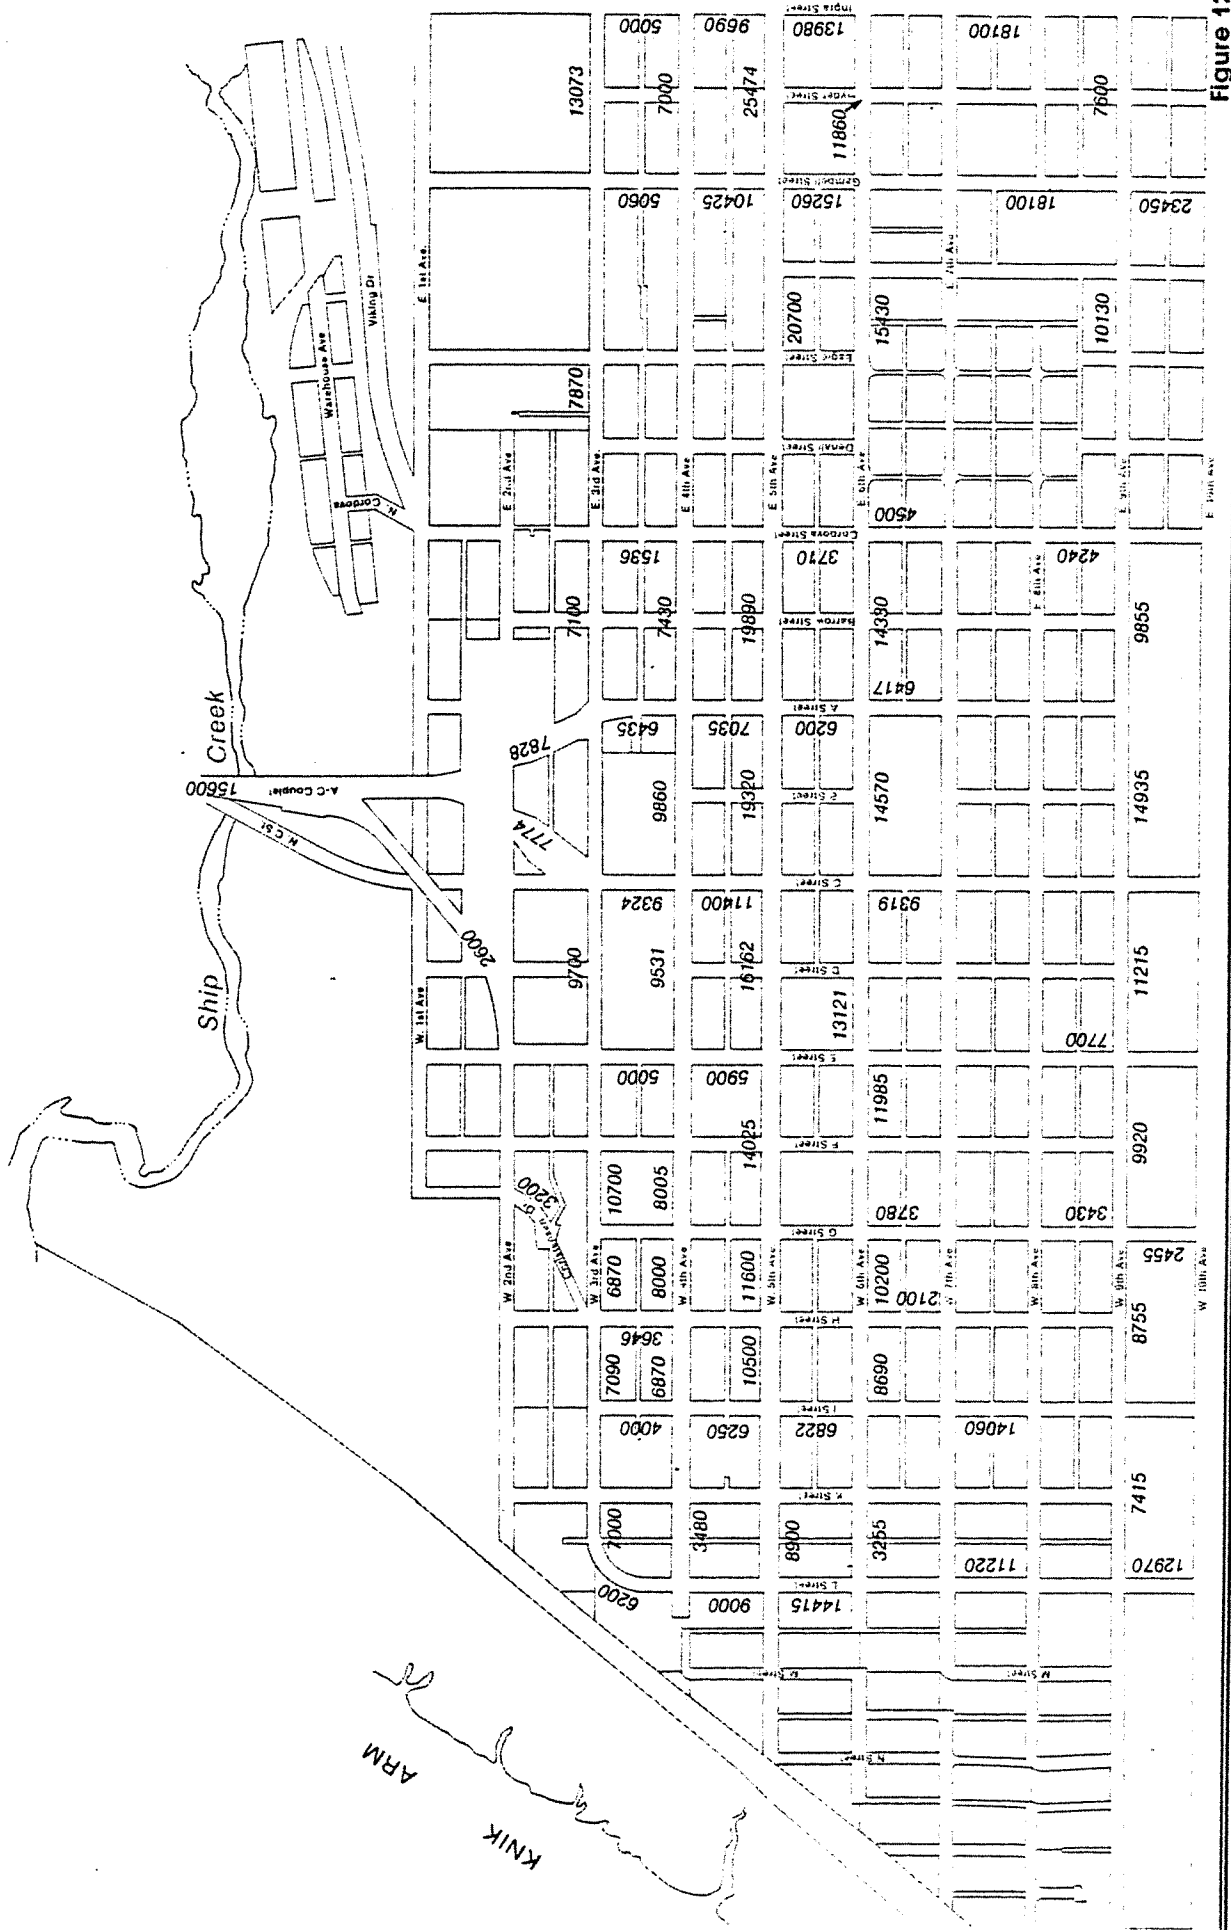 Figure 1
KNIK
ARM
Ship
Creek
15600
A-C Couplet
N. C St.
N. Cordova
Warehouse Ave
Viking Dr
W. 1st Ave
E. 1st Ave.
2600
7774
7828
W. 2nd Ave
E. 2nd Ave
3200
Christensen Dr
9700
7100
7870
13073
W. 3rd Ave
E. 3rd Ave.
6200
7000
4000
7090
3646
6870
6870
8000
10700
8005
5000
9324
9531
9860
6435
1536
7430
5060
5000
7000
W. 4th Ave
E. 4th Ave
9000
3480
6250
10500
11600
14025
5900
16162
11400
19320
7035
19890
10425
9690
25474
W. 5th Ave
E. 5th Ave
M Street
14415
L Street
8900
K Street
6822
I Street
H Street
G Street
F Street
E Street
13121
D Street
C Street
6200
A Street
Barrow Street
3710
Cordova Street
Denali Street
20700
Eagle Street
15260
Gambell Street
11860
13980
Ingra Street
W. 6th Ave
E. 6th Ave
N Street
3255
8690
10200
2100
3780
11985
9319
14570
6417
14380
4500
15430
W. 7th Ave
E. 7th Ave
M Street
11220
14060
18100
18100
W. 8th Ave
E. 8th Ave
3430
7700
4240
10130
7600
W. 9th Ave
E. 9th Ave
12970
7415
8755
2455
9920
11215
14935
9855
23450
W. 10th Ave
E. 10th Ave